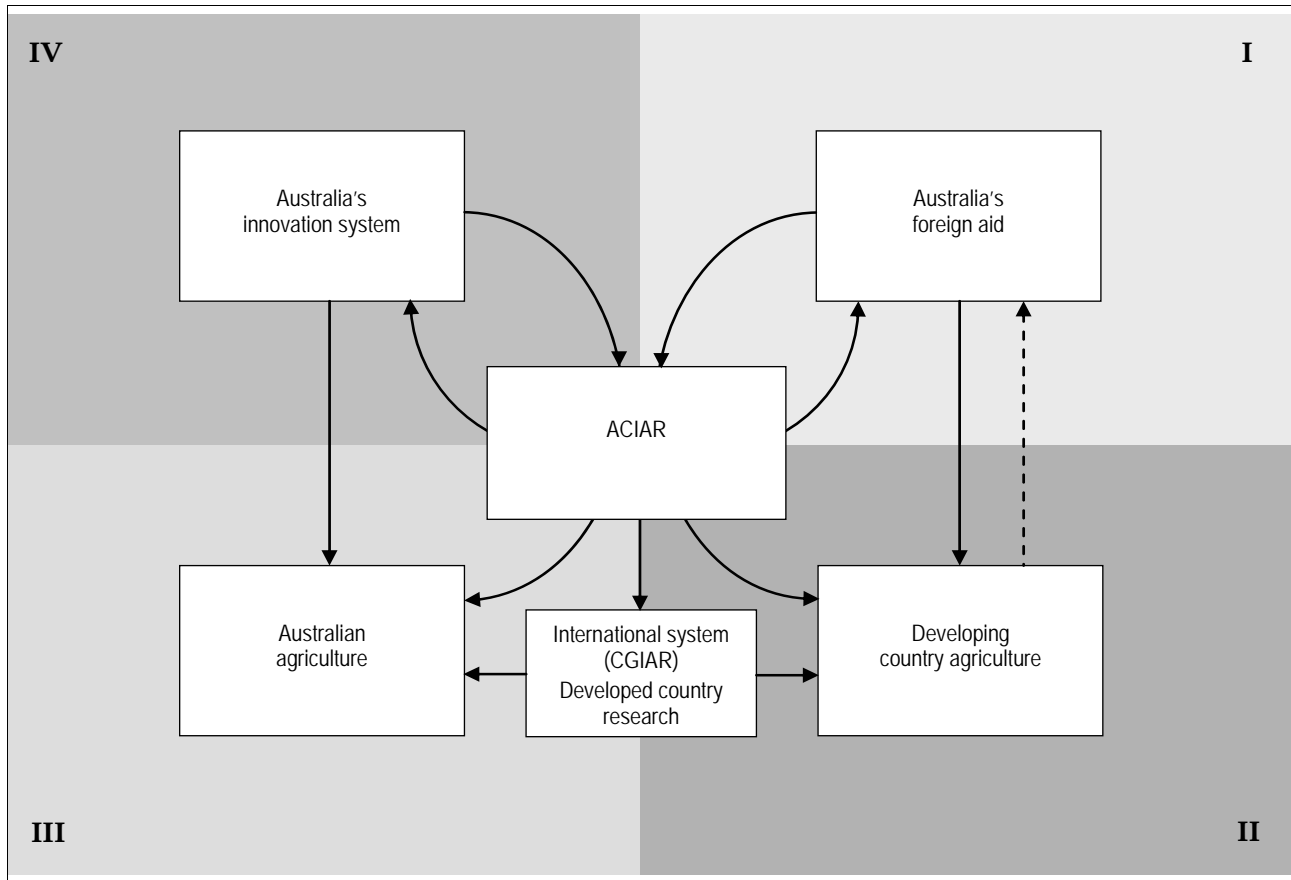 IV
I
Australia's
innovation system
Australia's
foreign aid
ACIAR
Australian
agriculture
International system
(CGIAR)
Developed country
research
Developing
country agriculture
III
II